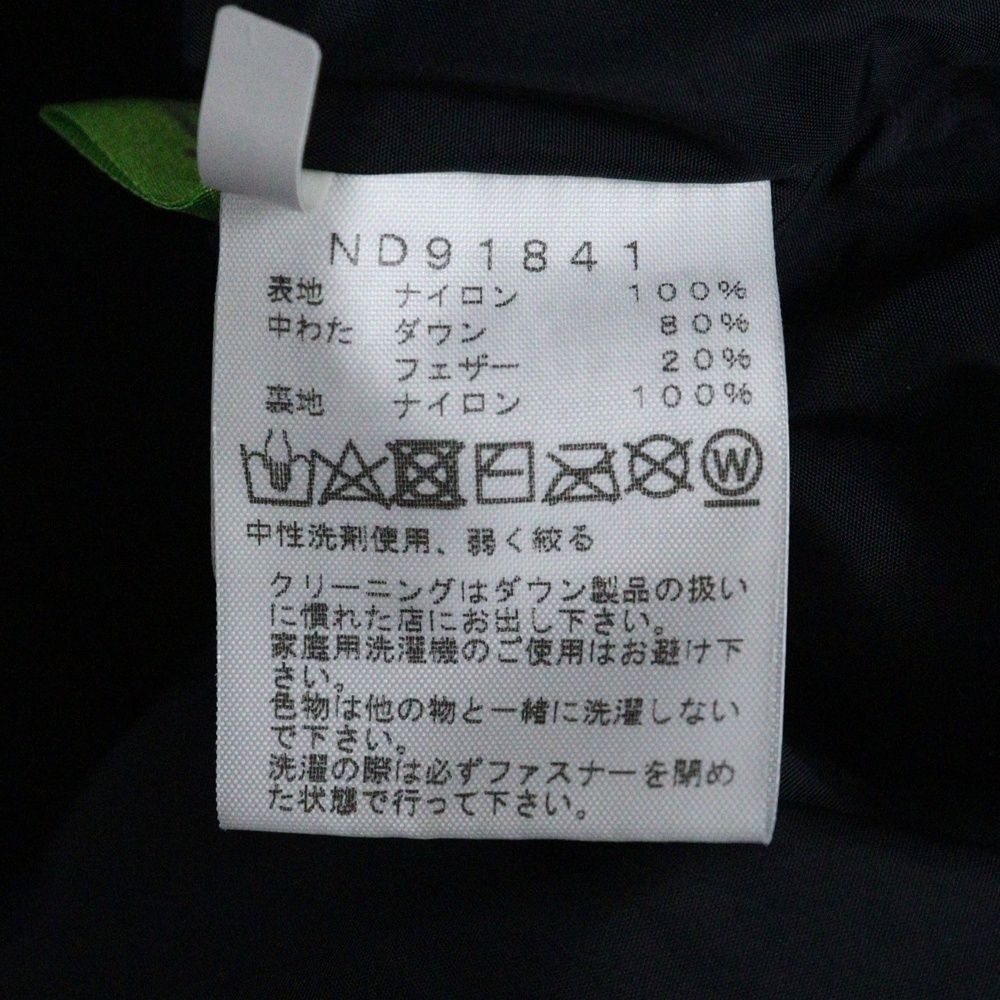 ND91841
表地 ナイロン 100%
中わた ダウン 80%
フェザー 20%
裏地 ナイロン 100%
W
中性洗剤使用、弱く絞る
クリーニングはダウン製品の扱い
に慣れた店にお出し下さい。
家庭用洗濯機のご使用はお避け下
さい。
色物は他の物と一緒に洗濯しない
で下さい。
洗濯の際は必ずファスナーを閉め
た状態で行って下さい。